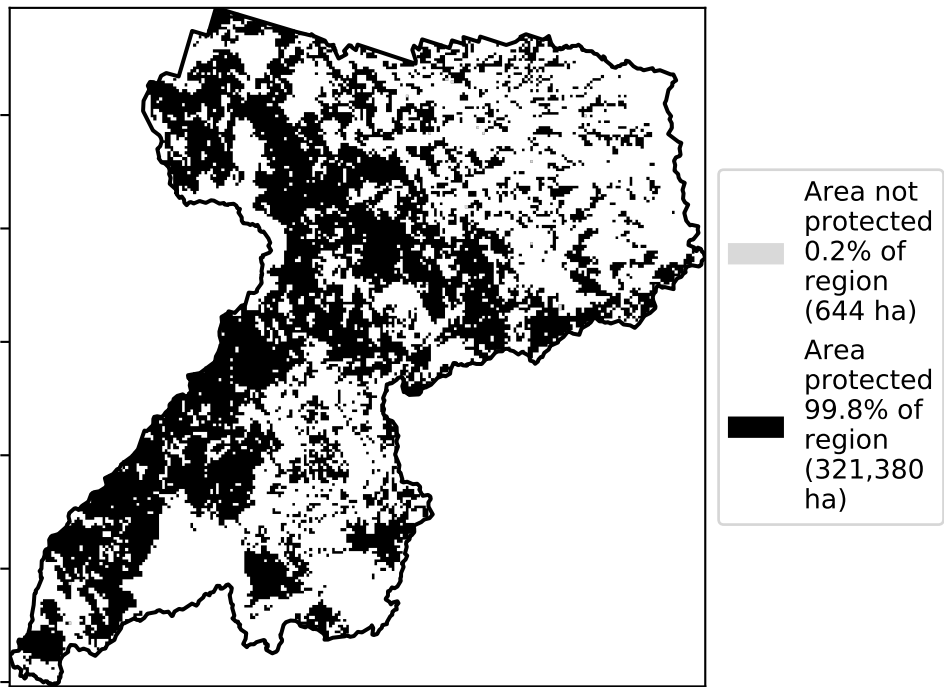 Area not
protected
0.2% of
region
(644 ha)
Area
protected
99.8% of
region
(321,380
ha)